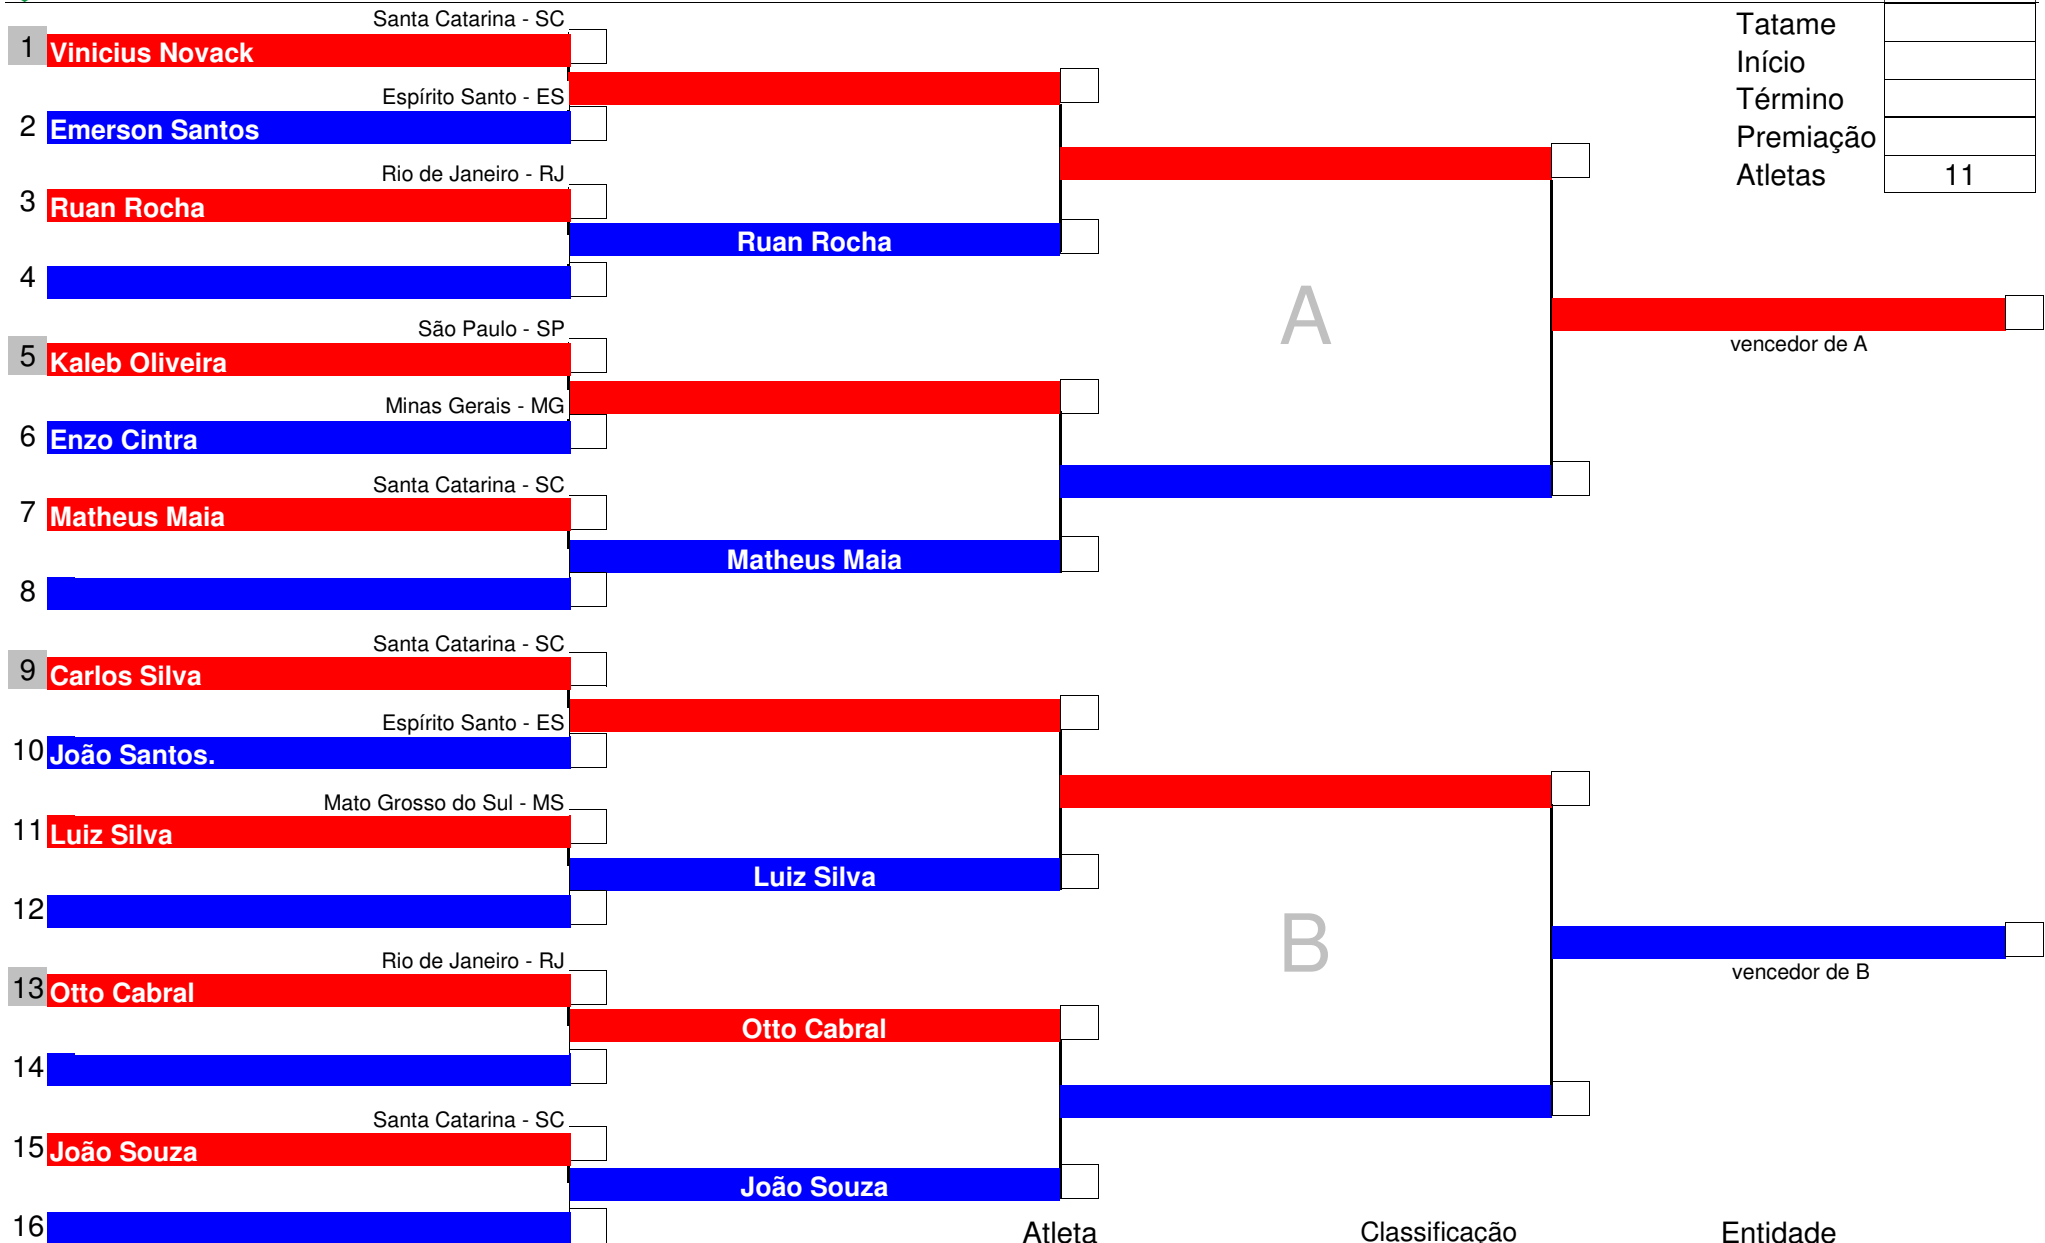 Santa Catarina - SC
1 Vinicius Novack
Espírito Santo - ES
2 Emerson Santos
Rio de Janeiro - RJ
3 Ruan Rocha
Ruan Rocha
4
São Paulo - SP
5 Kaleb Oliveira
Minas Gerais - MG
6 Enzo Cintra
Santa Catarina - SC
7 Matheus Maia
Matheus Maia
8
Santa Catarina - SC
9 Carlos Silva
Espírito Santo - ES
10 João Santos.
Mato Grosso do Sul - MS
11 Luiz Silva
Luiz Silva
12
Rio de Janeiro - RJ
13 Otto Cabral
Otto Cabral
14
Santa Catarina - SC
15 João Souza
João Souza
16
A
B
Tatame
Início
Término
Premiação
Atletas 11
vencedor de A
vencedor de B
Atleta Classificação Entidade